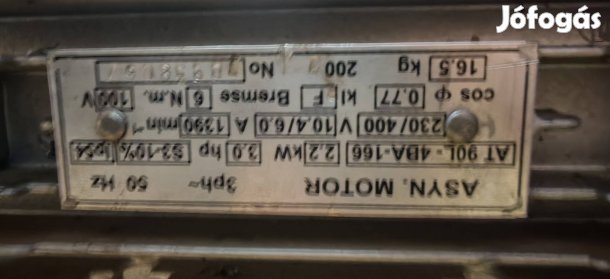 Jófogás
ASYN. MOTOR 3ph~ 50 Hz
AT 90L - 4BA-166 2.2 kW 3.0 hp S3-10% Ip54
230/400 V 10.4/6.0 A 1390 min⁻¹
cos φ 0.77 kl F Bremse 6 N.m. 100 V
16.5 kg 200 No